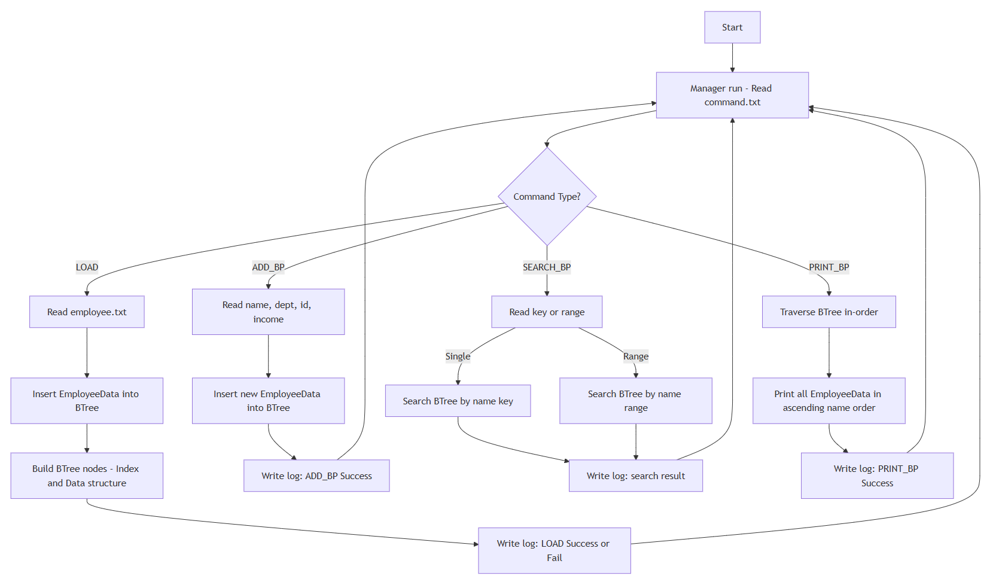 Start
Manager run - Read
command.txt
Command Type?
LOAD
ADD_BP
SEARCH_BP
PRINT_BP
Read employee.txt
Read name, dept, id,
income
Read key or range
Traverse BTree in-order
Single
Range
Insert EmployeeData into
BTree
Insert new EmployeeData
into BTree
Search BTree by name key
Search BTree by name
range
Print all EmployeeData in
ascending name order
Build BTree nodes - Index
and Data structure
Write log: ADD_BP Success
Write log: search result
Write log: PRINT_BP
Success
Write log: LOAD Success or
Fail